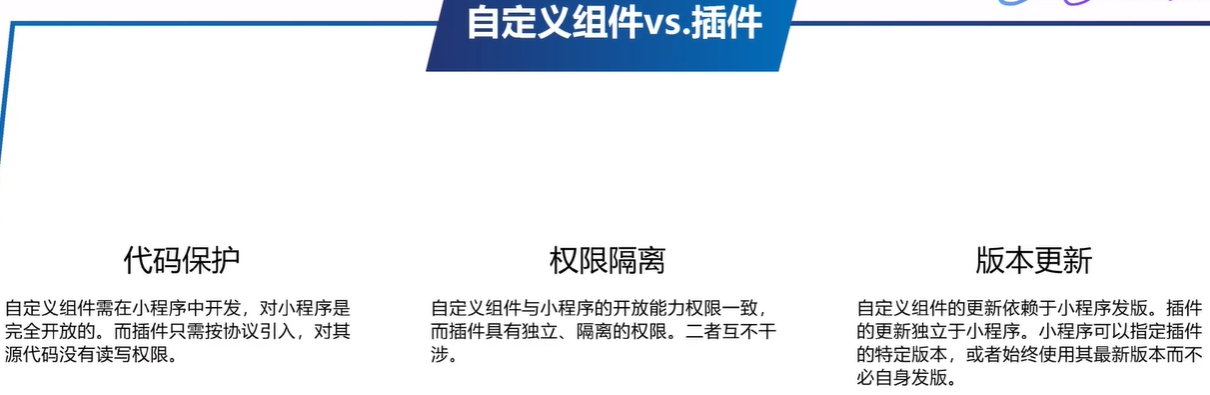 自定义组件vs.插件
代码保护
自定义组件需在小程序中开发，对小程序是
完全开放的。而插件只需按协议引入，对其
源代码没有读写权限。
权限隔离
自定义组件与小程序的开放能力权限一致，
而插件具有独立、隔离的权限。二者互不干
涉。
版本更新
自定义组件的更新依赖于小程序发版。插件
的更新独立于小程序。小程序可以指定插件
的特定版本，或者始终使用其最新版本而不
必自身发版。